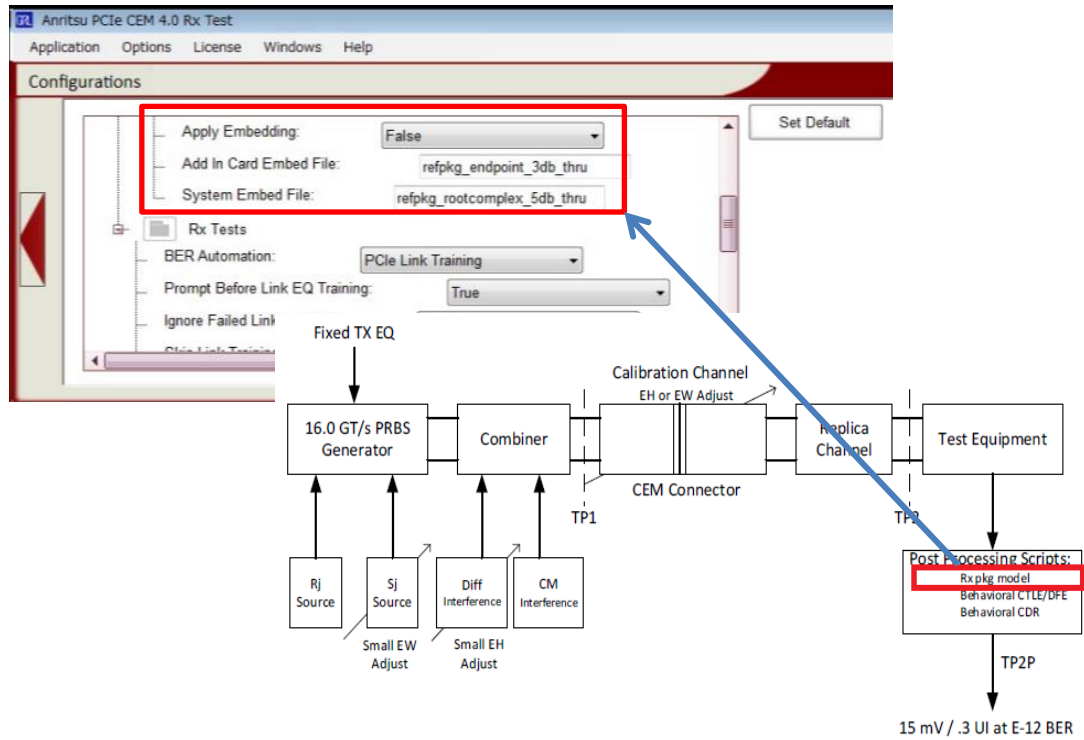 GRL Anritsu PCIe CEM 4.0 Rx Test
Application Options License Windows Help
Configurations
Apply Embedding: False
Set Default
Add In Card Embed File: refpkg_endpoint_3db_thru
System Embed File: refpkg_rootcomplex_5db_thru
Rx Tests
BER Automation: PCIe Link Training
Prompt Before Link EQ Training: True
Ignore Failed Link
Fixed TX EQ
Calibration Channel
EH or EW Adjust
16.0 GT/s PRBS
Generator
Combiner
Replica
Channel
Test Equipment
CEM Connector
TP1
TP2
Rj
Source
Sj
Source
Diff
Interference
CM
Interference
Small EW
Adjust
Small EH
Adjust
Post Processing Scripts:
Rx pkg model
Behavioral CTLE/DFE
Behavioral CDR
TP2P
15 mV / .3 UI at E-12 BER